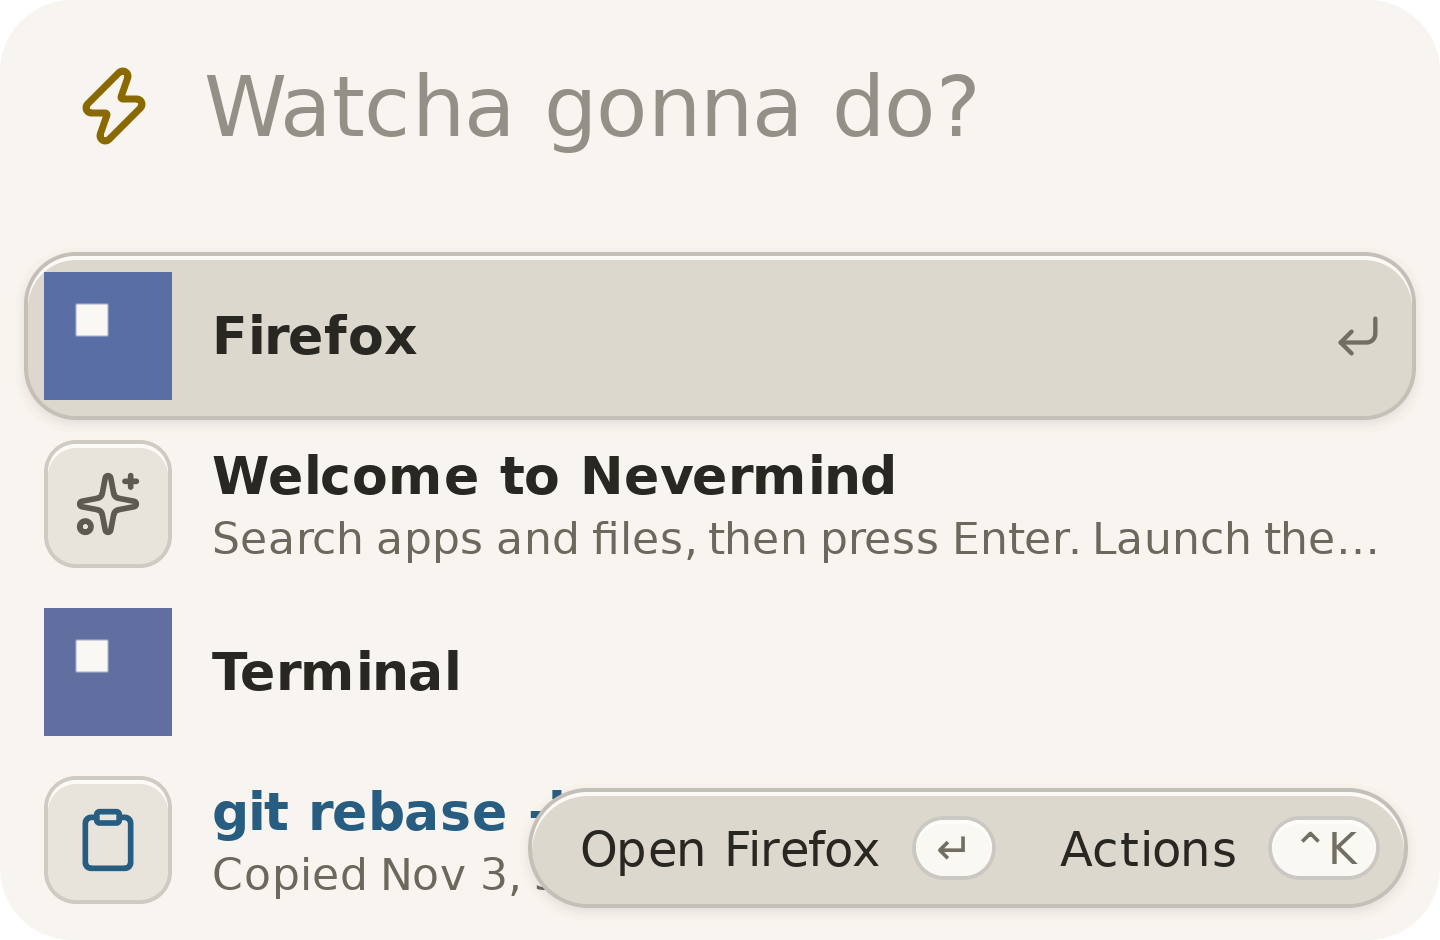 Watcha gonna do?
Firefox
Welcome to Nevermind
Search apps and files, then press Enter. Launch the...
Terminal
git rebase
Copied Nov 3,
Open Firefox ↵ Actions ^K